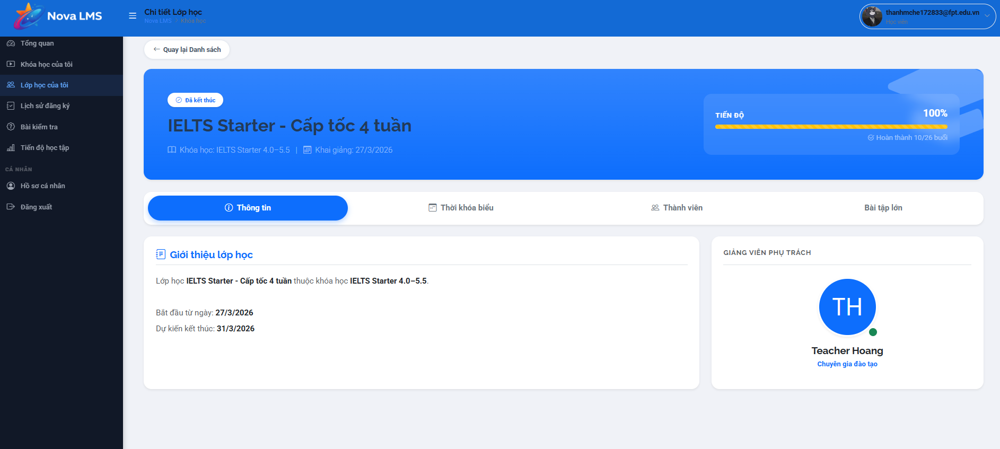 Nova LMS
Chi tiết Lớp học
Nova LMS > Khóa học
thanhmche172833@fpt.edu.vn
Học viên
Tổng quan
Khóa học của tôi
Lớp học của tôi
Lịch sử đăng ký
Bài kiểm tra
Tiến độ học tập
CÁ NHÂN
Hồ sơ cá nhân
Đăng xuất
← Quay lại Danh sách
Đã kết thúc
IELTS Starter - Cấp tốc 4 tuần
Khóa học: IELTS Starter 4.0–5.5 | Khai giảng: 27/3/2026
TIẾN ĐỘ 100%
Hoàn thành 10/26 buổi
Thông tin
Thời khóa biểu
Thành viên
Bài tập lớn
Giới thiệu lớp học
Lớp học IELTS Starter - Cấp tốc 4 tuần thuộc khóa học IELTS Starter 4.0–5.5.
Bắt đầu từ ngày: 27/3/2026
Dự kiến kết thúc: 31/3/2026
GIẢNG VIÊN PHỤ TRÁCH
TH
Teacher Hoang
Chuyên gia đào tạo